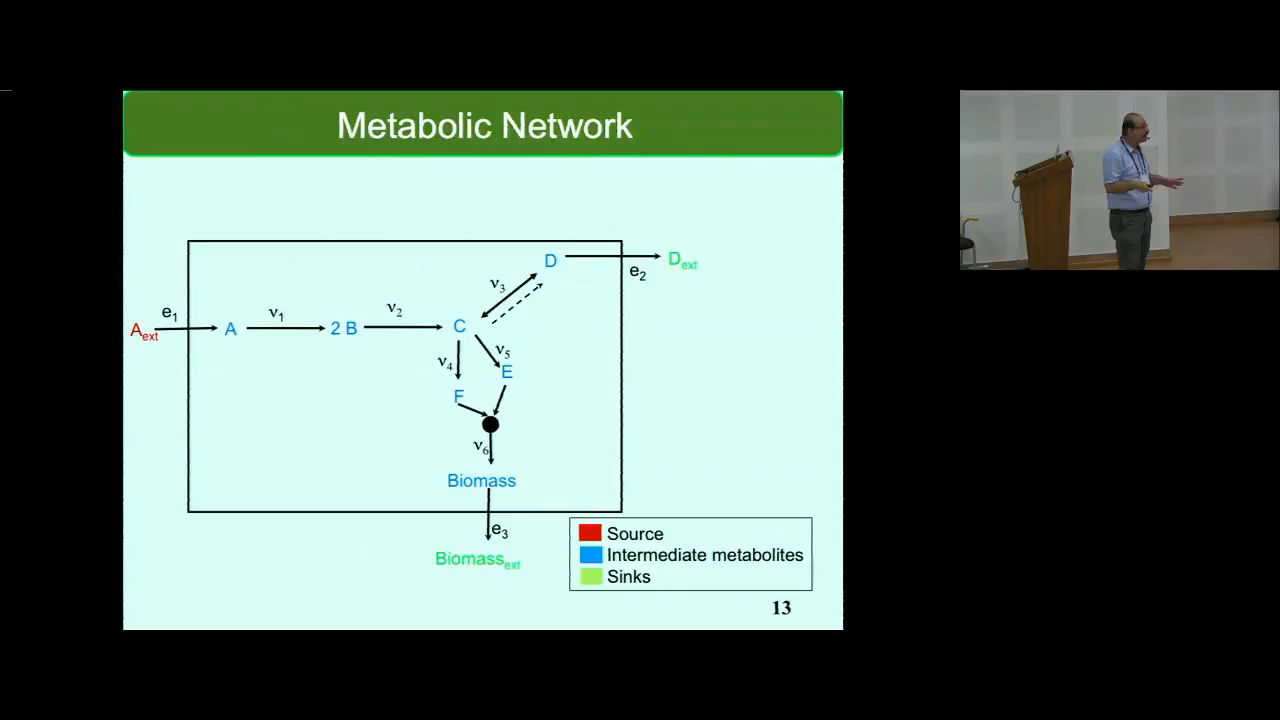 Metabolic Network
D
e2
Dext
ν3
Aext
e1
A
ν1
2 B
ν2
C
ν4
ν5
E
F
ν6
Biomass
e3
Biomassext
Source
Intermediate metabolites
Sinks
13